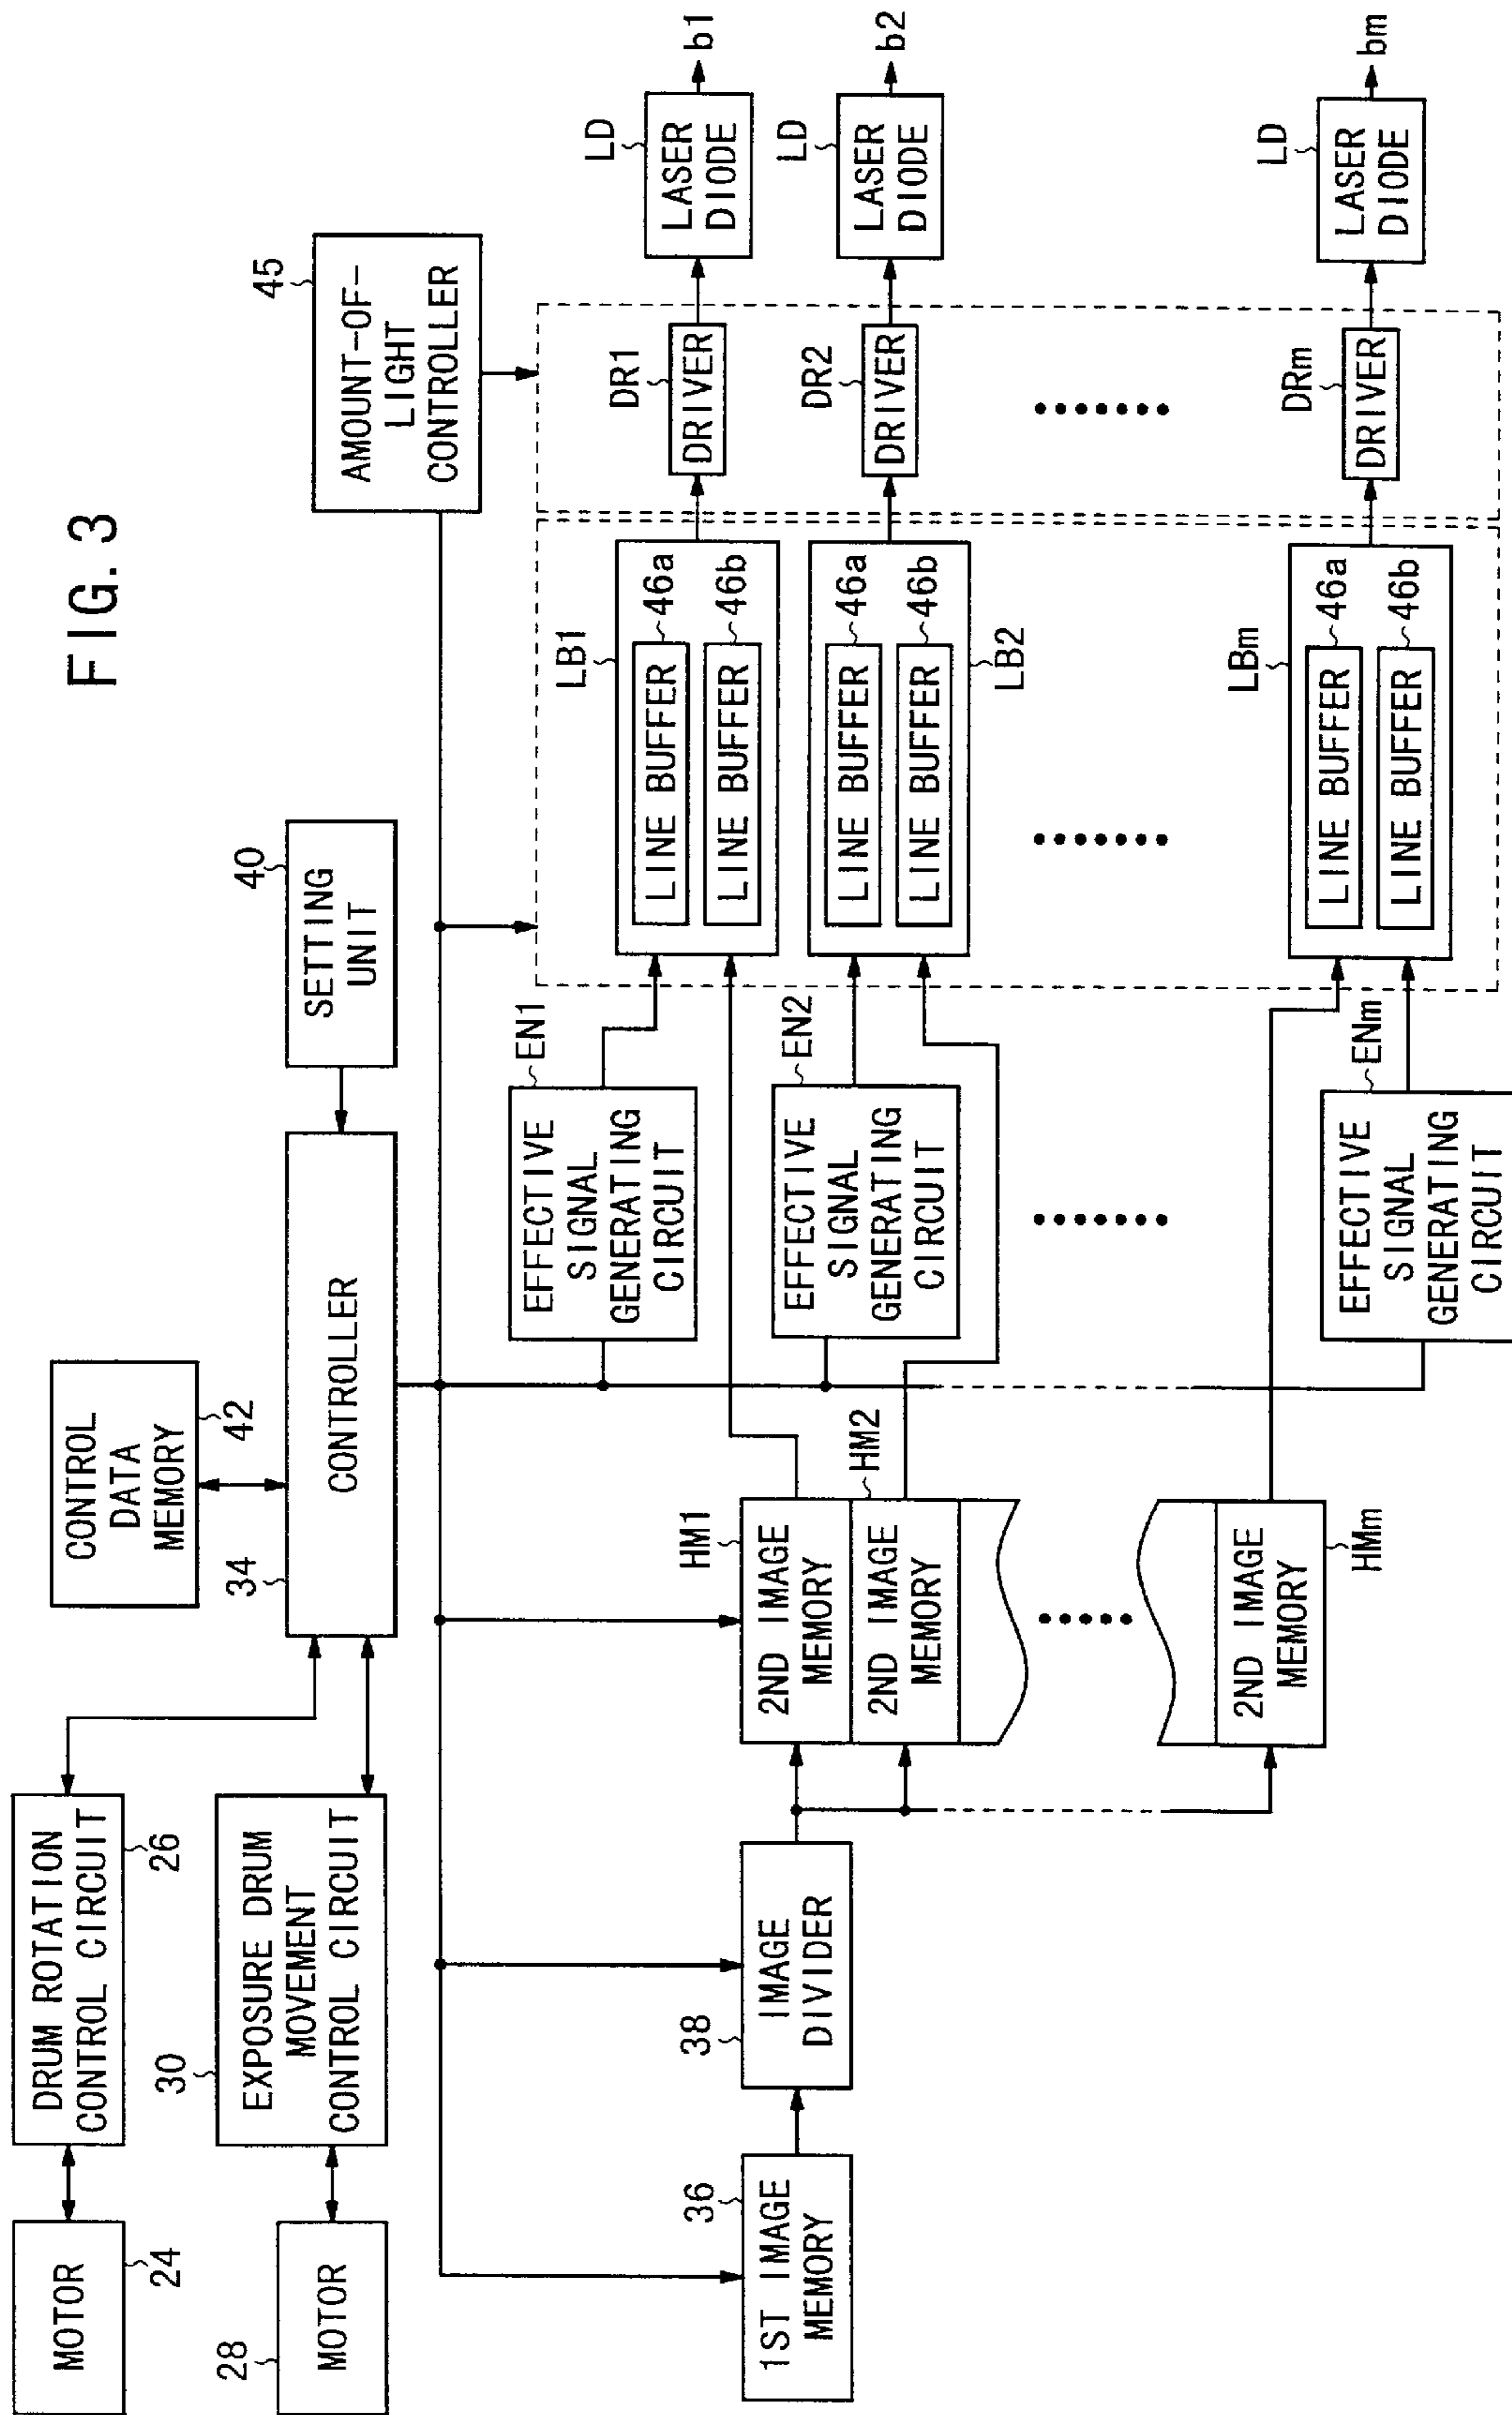 FIG. 3
MOTOR
24
DRUM ROTATION
CONTROL CIRCUIT
26
MOTOR
28
EXPOSURE DRUM
MOVEMENT
CONTROL CIRCUIT
30
CONTROL
DATA
MEMORY
42
CONTROLLER
34
SETTING
UNIT
40
AMOUNT-OF-
LIGHT
CONTROLLER
45
1ST IMAGE
MEMORY
36
IMAGE
DIVIDER
38
2ND IMAGE
MEMORY
HM1
2ND IMAGE
MEMORY
HM2
2ND IMAGE
MEMORY
HMm
EFFECTIVE
SIGNAL
GENERATING
CIRCUIT
EN1
EFFECTIVE
SIGNAL
GENERATING
CIRCUIT
EN2
EFFECTIVE
SIGNAL
GENERATING
CIRCUIT
ENm
LB1
LINE BUFFER
46a
LINE BUFFER
46b
LINE BUFFER
46a
LINE BUFFER
46b
LB2
LBm
LINE BUFFER
46a
LINE BUFFER
46b
DR1
DRIVER
DR2
DRIVER
DRm
DRIVER
LD
LASER
DIODE
b1
LD
LASER
DIODE
b2
LD
LASER
DIODE
bm